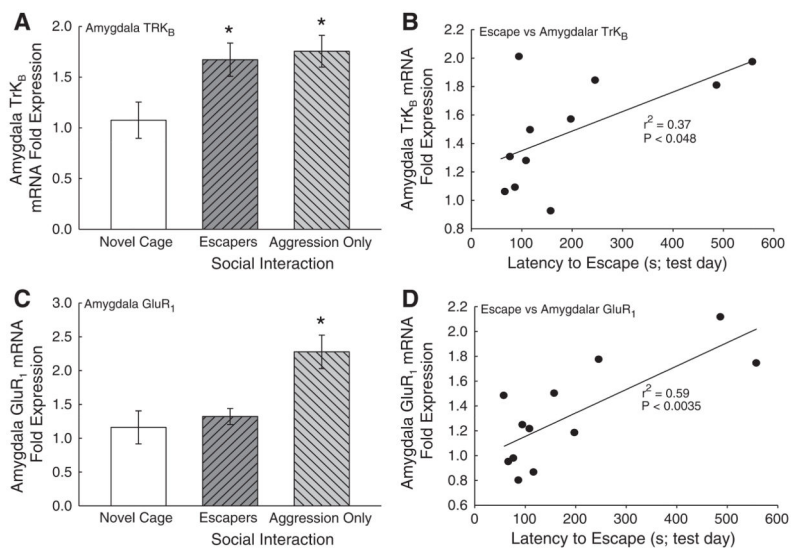 A
Amygdala TRK_B
Amygdala TrK_B mRNA Fold Expression
2.0
1.5
1.0
0.5
0.0
*
*
Novel Cage Escapers Aggression Only
Social Interaction
B
Escape vs Amygdalar TrK_B
Amygdala TrK_B mRNA
Fold Expression
2.2
2.0
1.8
1.6
1.4
1.2
1.0
0.8
r² = 0.37
P < 0.048
0 100 200 300 400 500 600
Latency to Escape (s; test day)
C
Amygdala GluR₁
Amygdala GluR₁ mRNA
Fold Expression
3.0
2.5
2.0
1.5
1.0
0.5
0.0
*
Novel Cage Escapers Aggression Only
Social Interaction
D
Escape vs Amygdalar GluR₁
Amygdala GluR₁ mRNA
Fold Expression
2.2
2.0
1.8
1.6
1.4
1.2
1.0
0.8
0.6
r² = 0.59
P < 0.0035
0 100 200 300 400 500 600
Latency to Escape (s; test day)